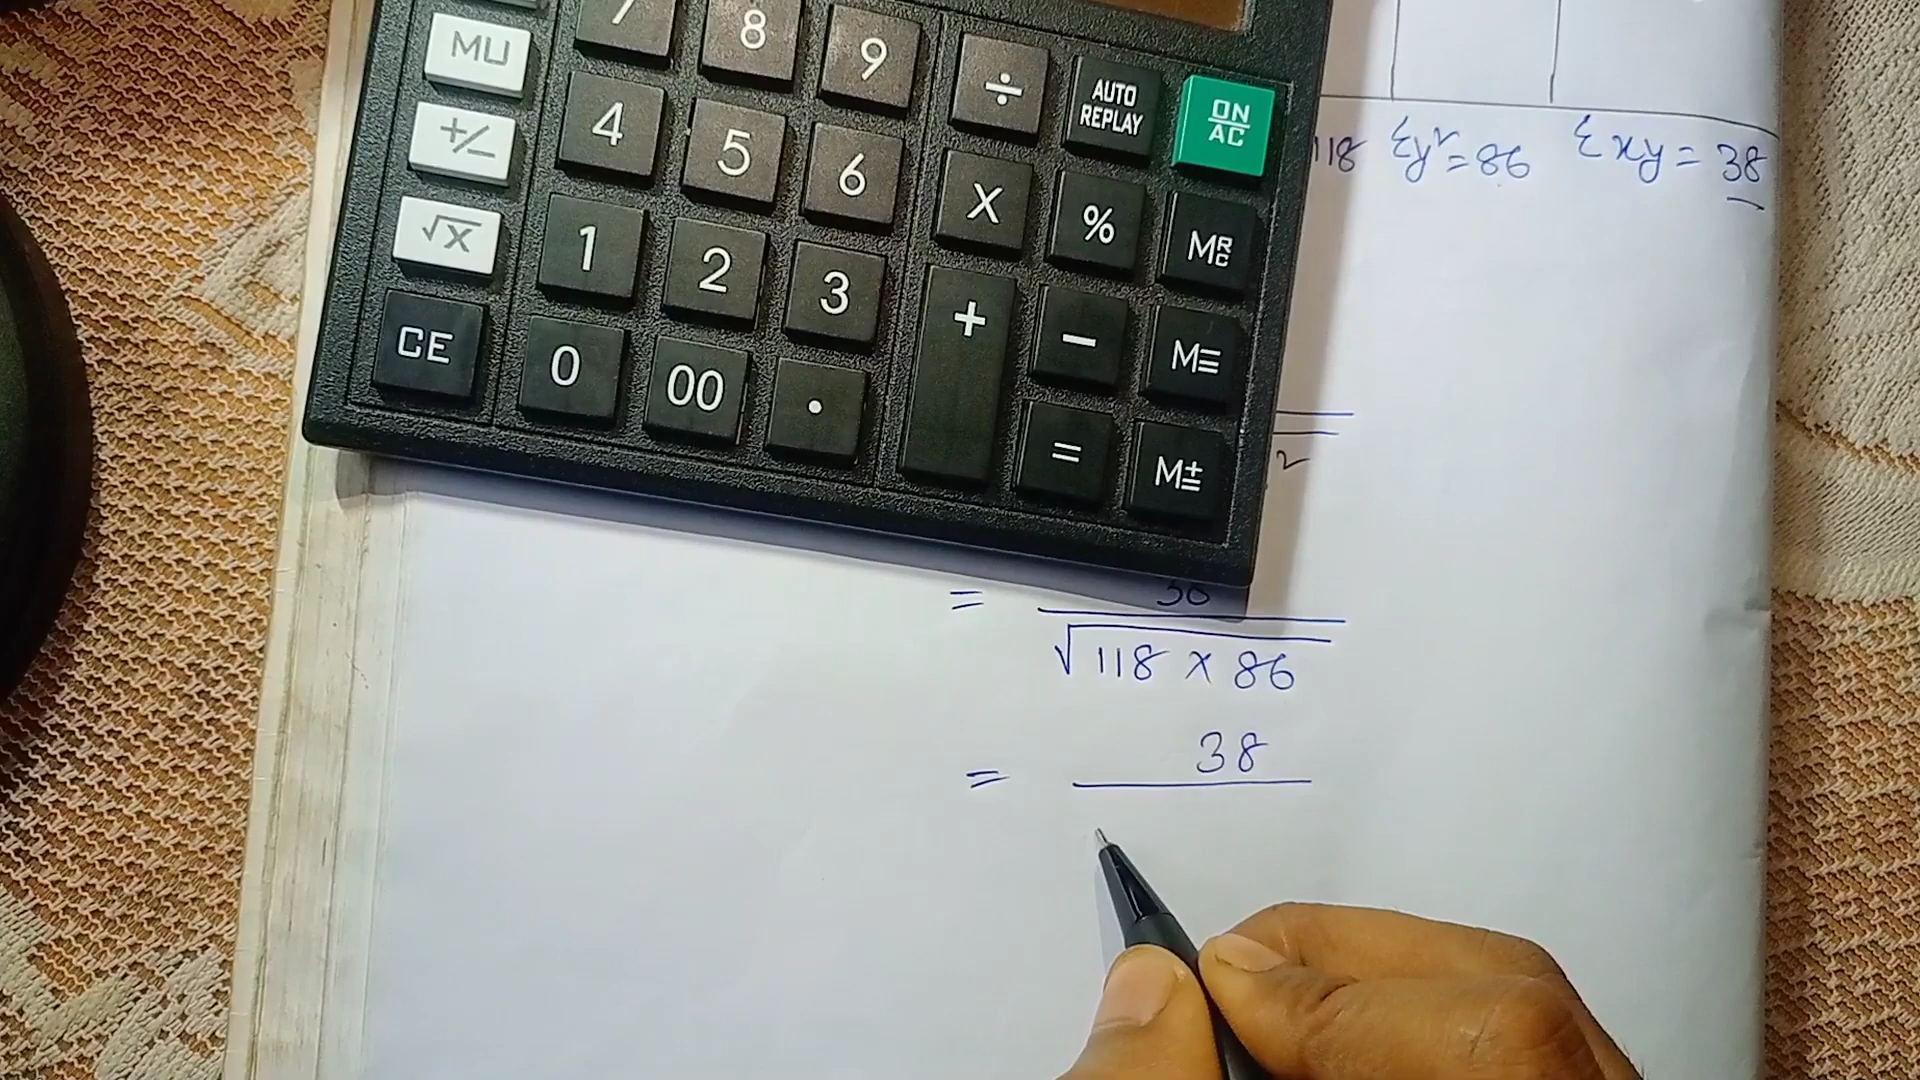 MU 7 8 9 ÷ AUTO REPLAY ON AC
+/- 4 5 6 X % MRC
√x 1 2 3 + - M=
CE 0 00 . = M±
118 Σy²=86 Σxy = 38
2
=
√118 x 86
= 38